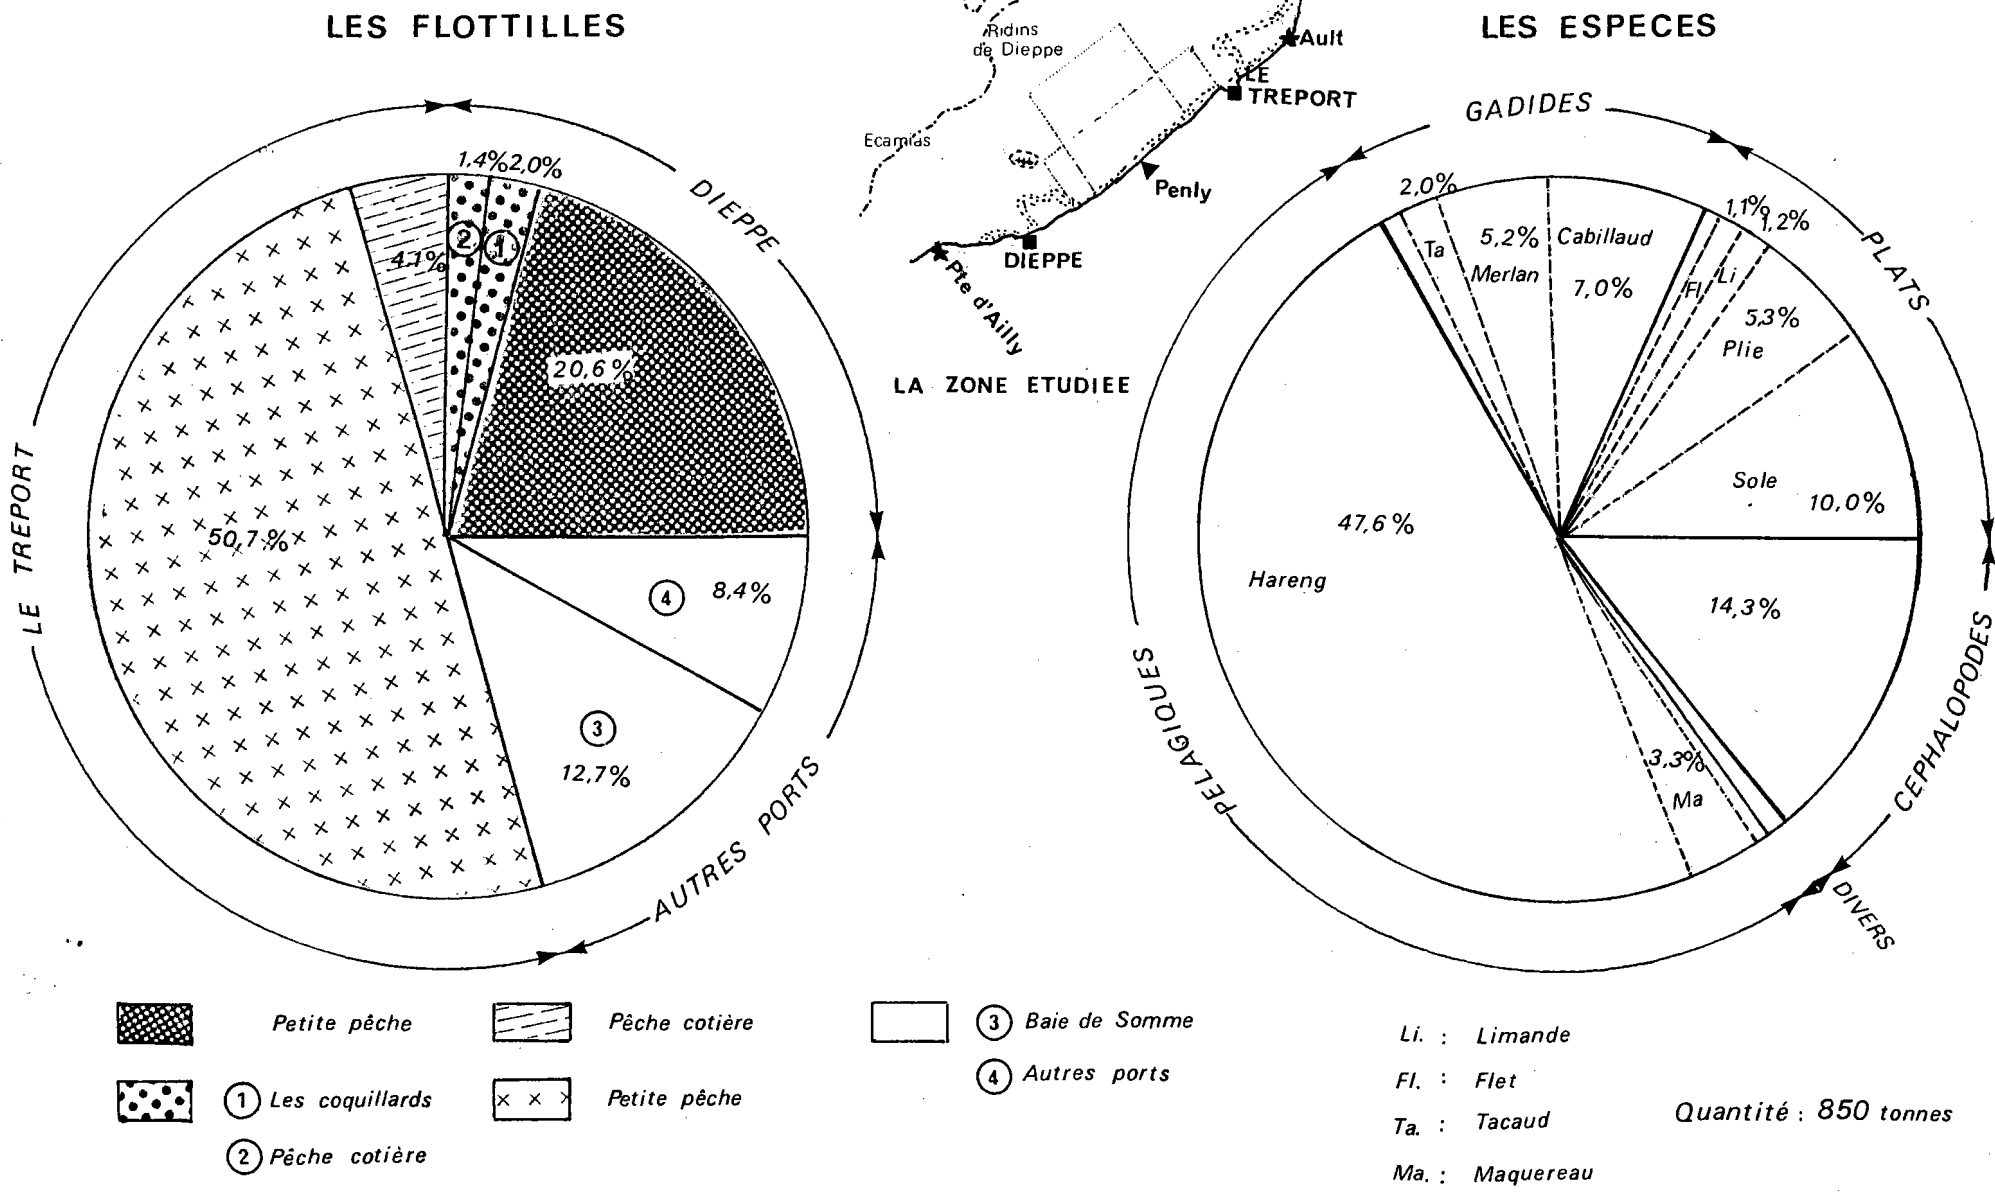 LES FLOTTILLES
1,4% 2,0%
DIEPPE
2
1
4,1%
20,6%
50,7%
LE TREPORT
4
8,4%
3
12,7%
AUTRES PORTS
Ridins
de Dieppe
Ecamias
Ault
LE
TREPORT
Penly
DIEPPE
Pte d'Ailly
LA ZONE ETUDIEE
LES ESPECES
GADIDES
2,0%
1,1%
1,2%
PLATS
Ta
5,2%
Merlan
Cabillaud
7,0%
Fl
Li
5,3%
Plie
Sole
10,0%
47,6%
Hareng
14,3%
3,3%
Ma
PELAGIQUES
CEPHALOPODES
DIVERS
Petite pêche
Pêche cotière
3 Baie de Somme
4 Autres ports
1 Les coquillards
Petite pêche
2 Pêche cotière
Li. : Limande
Fl. : Flet
Ta. : Tacaud
Ma. : Maquereau
Quantité : 850 tonnes